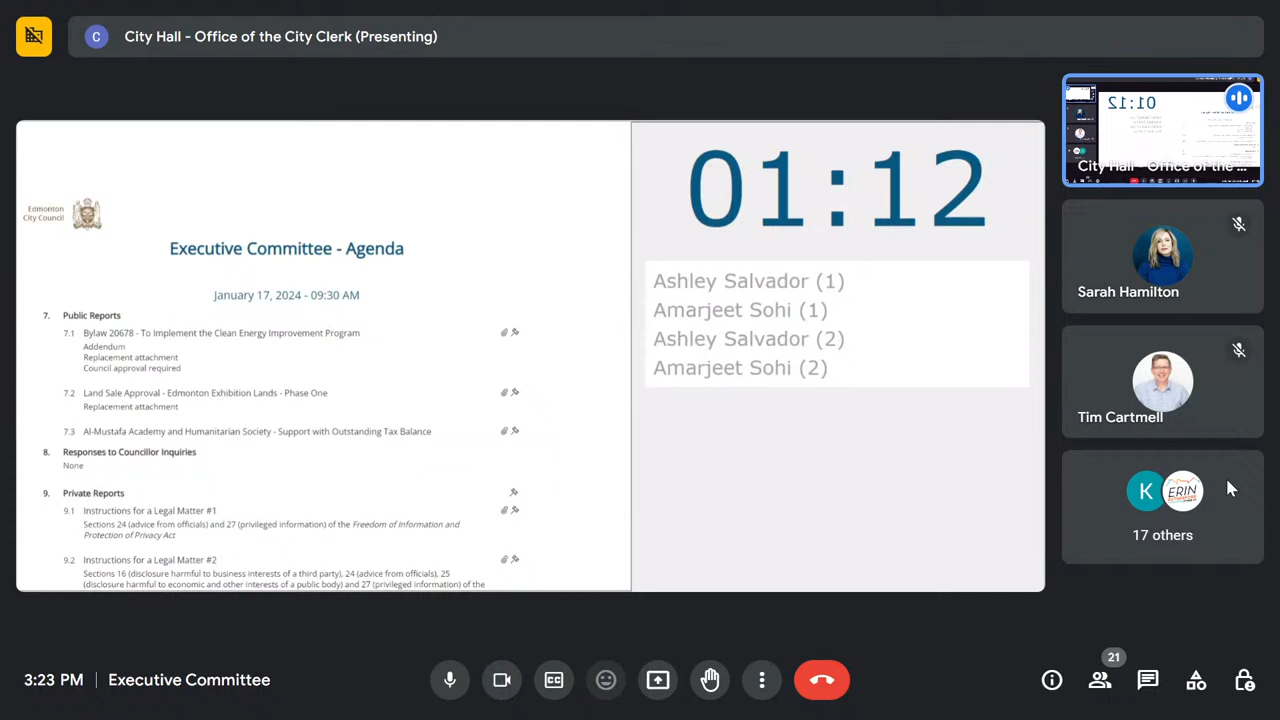 City Hall - Office of the City Clerk (Presenting)
C
Edmonton
City Council
Executive Committee - Agenda
January 17, 2024 - 09:30 AM
7. Public Reports
7.1 Bylaw 20678 - To Implement the Clean Energy Improvement Program
Addendum
Replacement attachment
Council approval required
7.2 Land Sale Approval - Edmonton Exhibition Lands - Phase One
Replacement attachment
7.3 Al-Mustafa Academy and Humanitarian Society - Support with Outstanding Tax Balance
8. Responses to Councillor Inquiries
None
9. Private Reports
9.1 Instructions for a Legal Matter #1
Sections 24 (advice from officials) and 27 (privileged information) of the Freedom of Information and
Protection of Privacy Act
9.2 Instructions for a Legal Matter #2
Sections 16 (disclosure harmful to business interests of a third party), 24 (advice from officials), 25
(disclosure harmful to economic and other interests of a public body) and 27 (privileged information) of the
01:12
Ashley Salvador (1)
Amarjeet Sohi (1)
Ashley Salvador (2)
Amarjeet Sohi (2)
01:12
City Hall - Office of the ...
Sarah Hamilton
Tim Cartmell
K
ERIN
17 others
3:23 PM | Executive Committee
CC
21